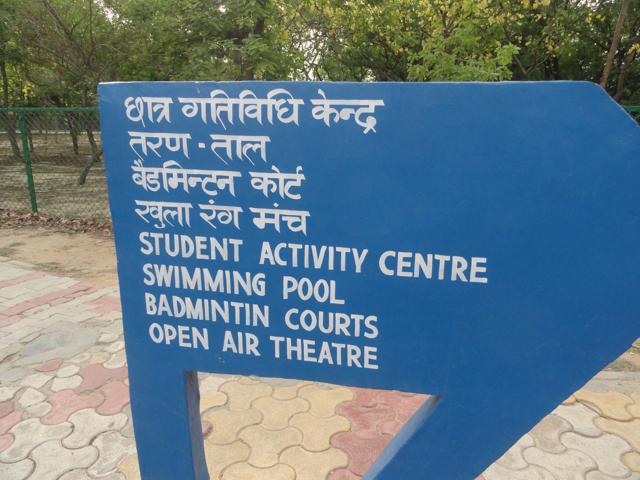 छात्र गतिविधि केन्द्र
तरण - ताल
बैडमिन्टन कोर्ट
खुला रंग मंच
STUDENT ACTIVITY CENTRE
SWIMMING POOL
BADMINTIN COURTS
OPEN AIR THEATRE